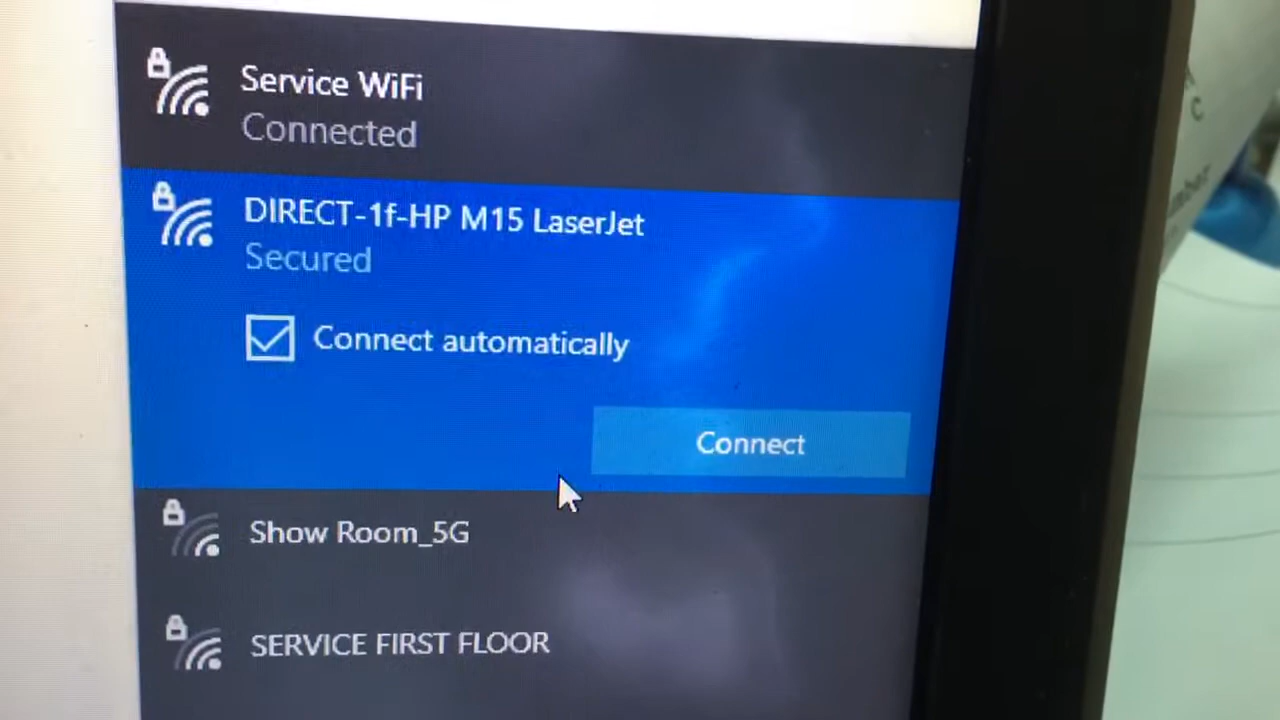 Service WiFi
Connected
DIRECT-1f-HP M15 LaserJet
Secured
Connect automatically
Connect
Show Room_5G
SERVICE FIRST FLOOR